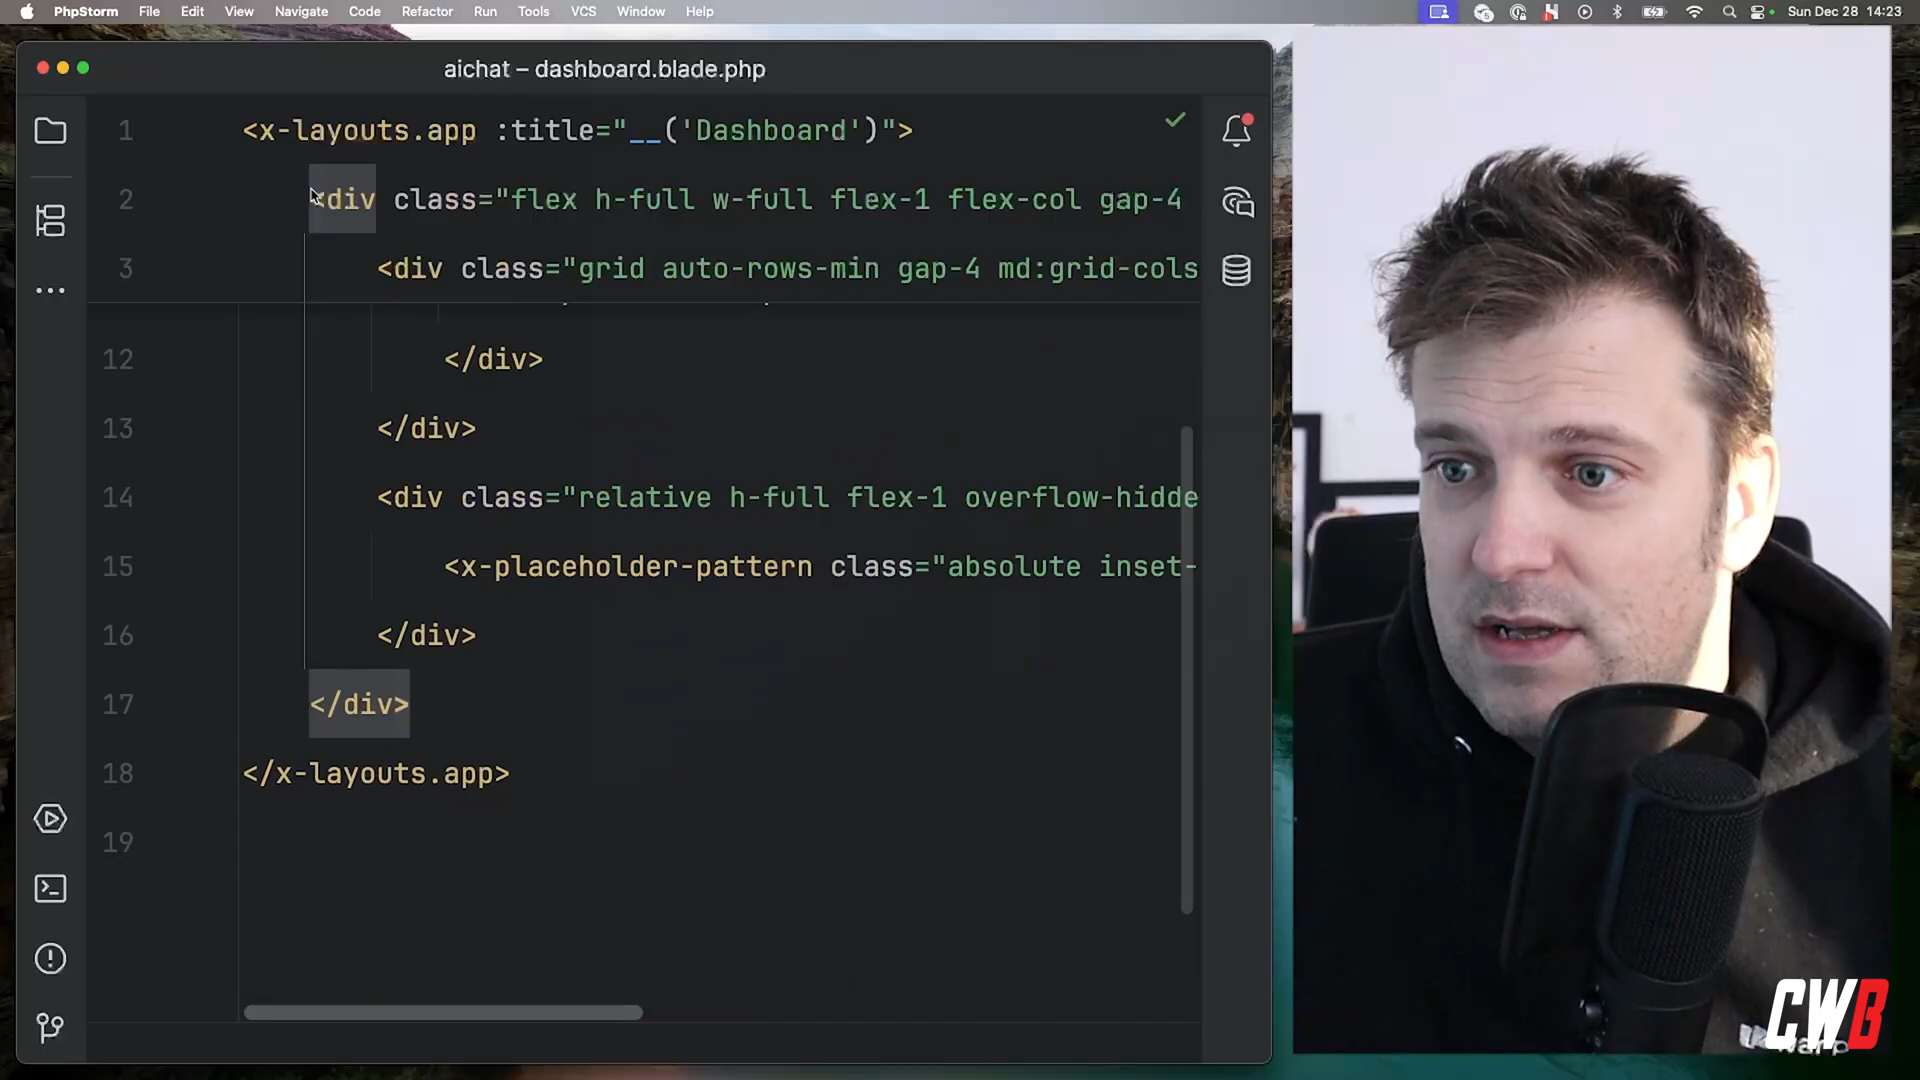 PhpStorm File Edit View Navigate Code Refactor Run Tools VCS Window Help Sun Dec 28 14:23
aichat – dashboard.blade.php
1 <x-layouts.app :title="__('Dashboard')">
2 <div class="flex h-full w-full flex-1 flex-col gap-4
3 <div class="grid auto-rows-min gap-4 md:grid-cols
12 </div>
13 </div>
14 <div class="relative h-full flex-1 overflow-hidde
15 <x-placeholder-pattern class="absolute inset-
16 </div>
17 </div>
18 </x-layouts.app>
19
CWB